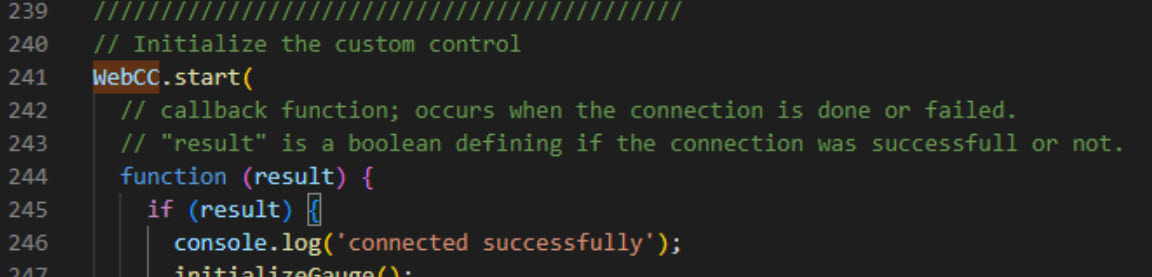 239 ////////////////////////////////////////////
240 // Initialize the custom control
241 WebCC.start(
242 // callback function; occurs when the connection is done or failed.
243 // "result" is a boolean defining if the connection was successfull or not.
244 function (result) {
245 if (result) {
246 console.log('connected successfully');
247 initializeGauge();